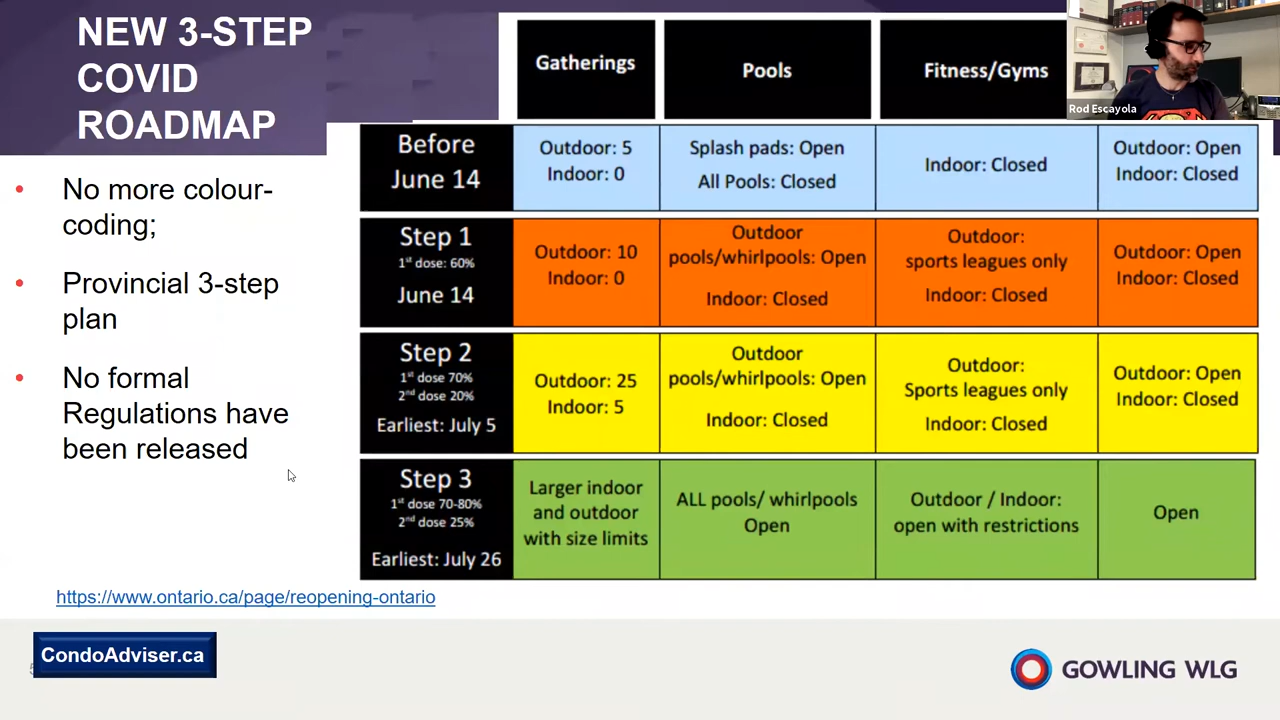 NEW 3-STEP
COVID
ROADMAP
• No more colour-
coding;
• Provincial 3-step
plan
• No formal
Regulations have
been released
https://www.ontario.ca/page/reopening-ontario
Gatherings
Pools
Fitness/Gyms
Rod Escayola
Before
June 14
Outdoor: 5
Indoor: 0
Splash pads: Open
All Pools: Closed
Indoor: Closed
Outdoor: Open
Indoor: Closed
Step 1
1st dose: 60%
June 14
Outdoor: 10
Indoor: 0
Outdoor
pools/whirlpools: Open
Indoor: Closed
Outdoor:
sports leagues only
Indoor: Closed
Outdoor: Open
Indoor: Closed
Step 2
1st dose 70%
2nd dose 20%
Earliest: July 5
Outdoor: 25
Indoor: 5
Outdoor
pools/whirlpools: Open
Indoor: Closed
Outdoor:
Sports leagues only
Indoor: Closed
Outdoor: Open
Indoor: Closed
Step 3
1st dose 70-80%
2nd dose 25%
Earliest: July 26
Larger indoor
and outdoor
with size limits
ALL pools/ whirlpools
Open
Outdoor / Indoor:
open with restrictions
Open
CondoAdviser.ca
GOWLING WLG